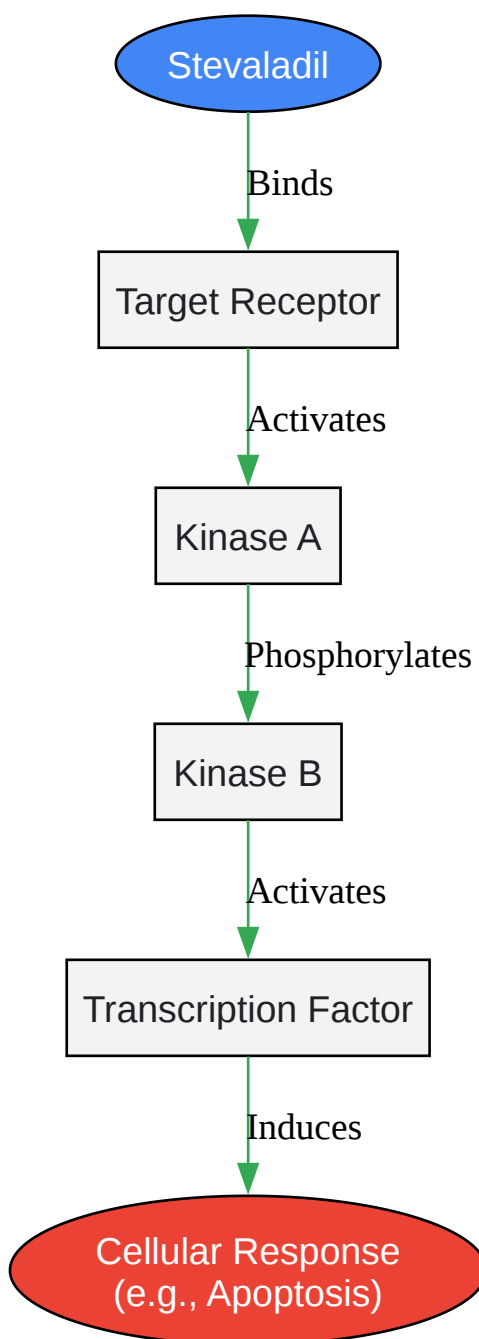 Stevaladil
Binds
Target Receptor
Activates
Kinase A
Phosphorylates
Kinase B
Activates
Transcription Factor
Induces
Cellular Response
(e.g., Apoptosis)